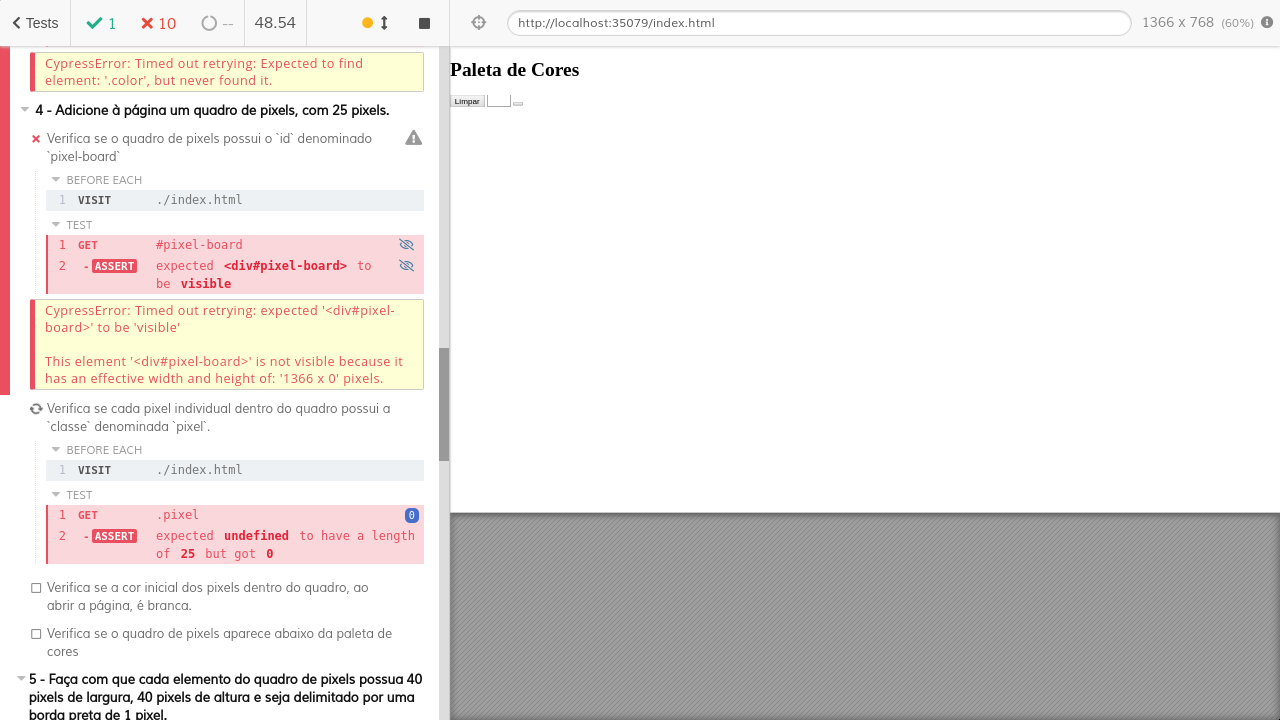 Tests
1
10
--
48.54
http://localhost:35079/index.html
1366 x 768 (60%)
CypressError: Timed out retrying: Expected to find
element: '.color', but never found it.
4 - Adicione à página um quadro de pixels, com 25 pixels.
Verifica se o quadro de pixels possui o `id` denominado
`pixel-board`
BEFORE EACH
1 VISIT ./index.html
TEST
1 GET #pixel-board
2 -ASSERT expected <div#pixel-board> to
be visible
CypressError: Timed out retrying: expected '<div#pixel-
board>' to be 'visible'
This element '<div#pixel-board>' is not visible because it
has an effective width and height of: '1366 x 0' pixels.
Verifica se cada pixel individual dentro do quadro possui a
`classe` denominada `pixel`.
BEFORE EACH
1 VISIT ./index.html
TEST
1 GET .pixel 0
2 -ASSERT expected undefined to have a length
of 25 but got 0
Verifica se a cor inicial dos pixels dentro do quadro, ao
abrir a página, é branca.
Verifica se o quadro de pixels aparece abaixo da paleta de
cores
5 - Faça com que cada elemento do quadro de pixels possua 40
pixels de largura, 40 pixels de altura e seja delimitado por uma
borda preta de 1 pixel.
Paleta de Cores
Limpar